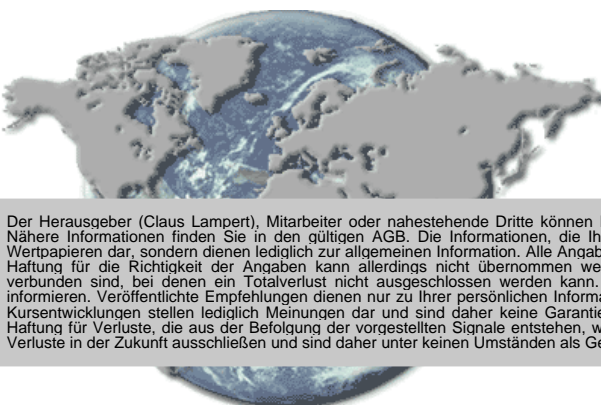 Der Herausgeber (Claus Lampert), Mitarbeiter oder nahestehende Dritte können
Nähere Informationen finden Sie in den gültigen AGB. Die Informationen, die Ih
Wertpapieren dar, sondern dienen lediglich zur allgemeinen Information. Alle Angab
Haftung für die Richtigkeit der Angaben kann allerdings nicht übernommen we
verbunden sind, bei denen ein Totalverlust nicht ausgeschlossen werden kann.
informieren. Veröffentlichte Empfehlungen dienen nur zu Ihrer persönlichen Informa
Kursentwicklungen stellen lediglich Meinungen dar und sind daher keine Garantie
Haftung für Verluste, die aus der Befolgung der vorgestellten Signale entstehen, w
Verluste in der Zukunft ausschließen und sind daher unter keinen Umständen als Ge